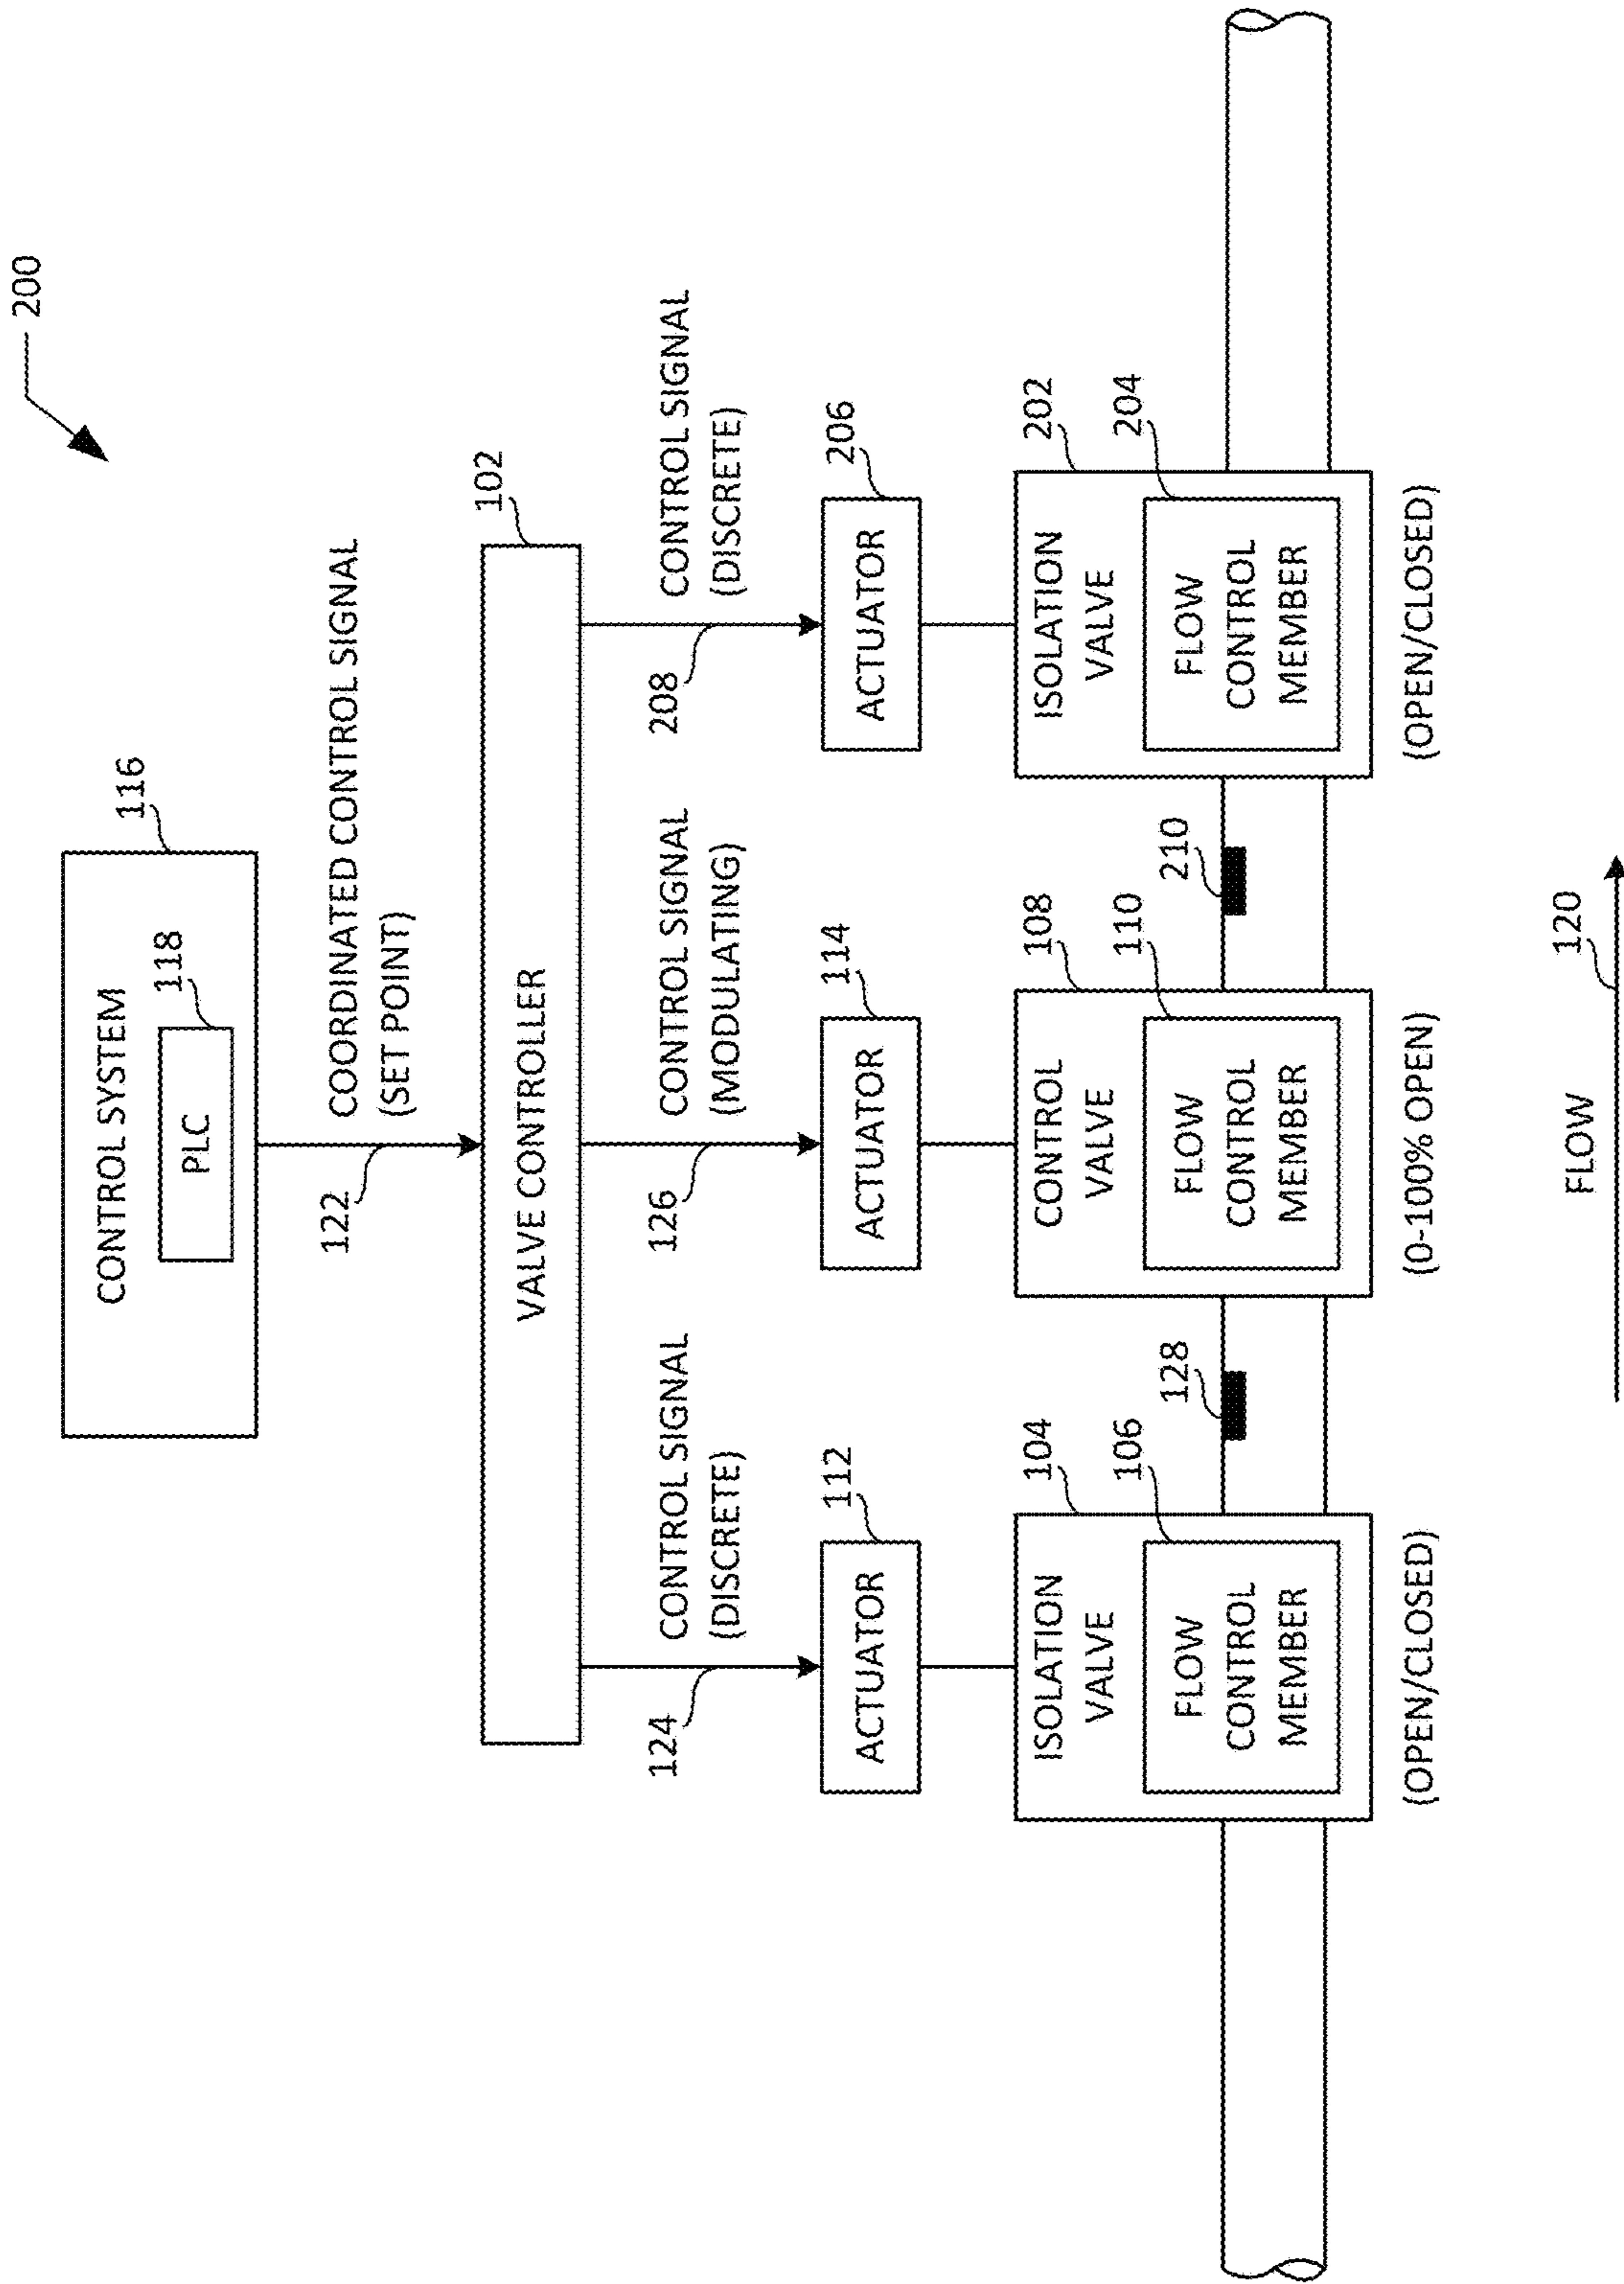 200
CONTROL SYSTEM
116
PLC
118
COORDINATED CONTROL SIGNAL
(SET POINT)
122
VALVE CONTROLLER
102
CONTROL SIGNAL
(DISCRETE)
124
CONTROL SIGNAL
(MODULATING)
126
CONTROL SIGNAL
(DISCRETE)
208
ACTUATOR
112
ACTUATOR
114
ACTUATOR
206
ISOLATION
VALVE
104
FLOW
CONTROL
MEMBER
106
(OPEN/CLOSED)
128
CONTROL
VALVE
108
FLOW
CONTROL
MEMBER
110
(0-100% OPEN)
210
ISOLATION
VALVE
202
FLOW
CONTROL
MEMBER
204
(OPEN/CLOSED)
FLOW
120